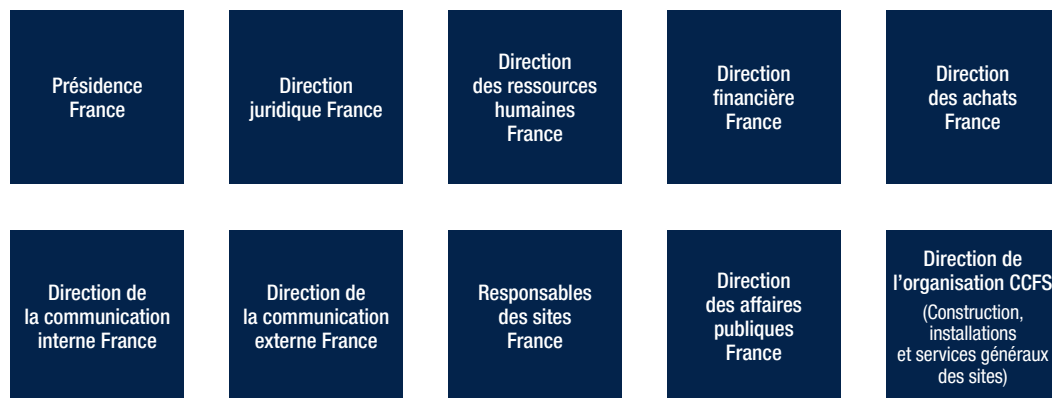 Présidence
France
Direction
juridique France
Direction
des ressources
humaines
France
Direction
financière
France
Direction
des achats
France
Direction de
la communication
interne France
Direction de
la communication
externe France
Responsables
des sites
France
Direction
des affaires
publiques
France
Direction de
l’organisation CCFS
(Construction,
installations
et services généraux
des sites)